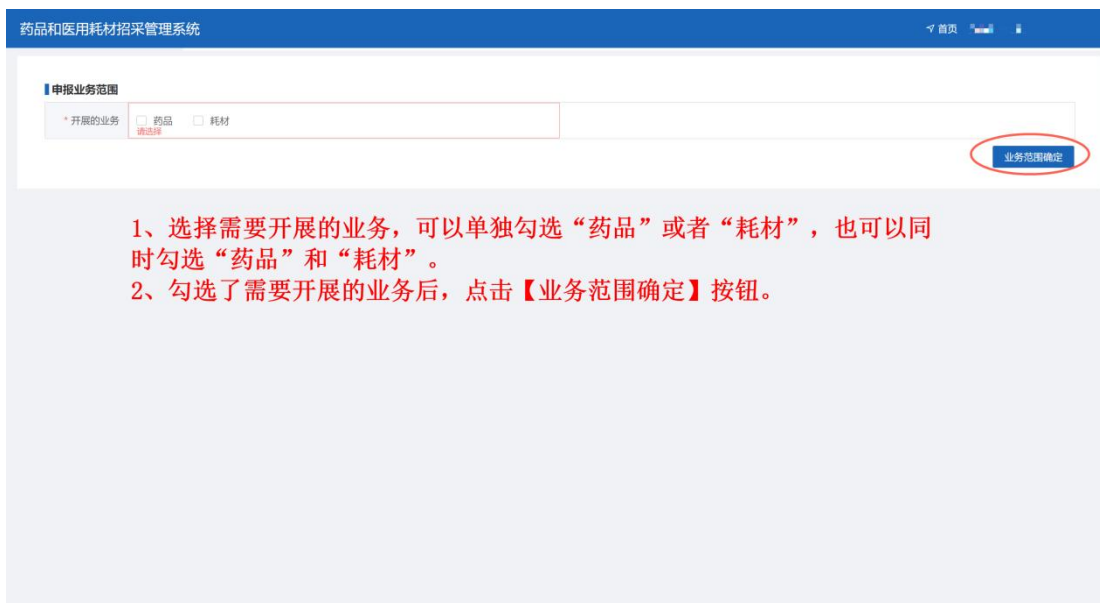 药品和医用耗材招采管理系统 首页
申报业务范围
* 开展的业务 药品 耗材
请选择
业务范围确定
1、选择需要开展的业务，可以单独勾选“药品”或者“耗材”，也可以同
时勾选“药品”和“耗材”。
2、勾选了需要开展的业务后，点击【业务范围确定】按钮。